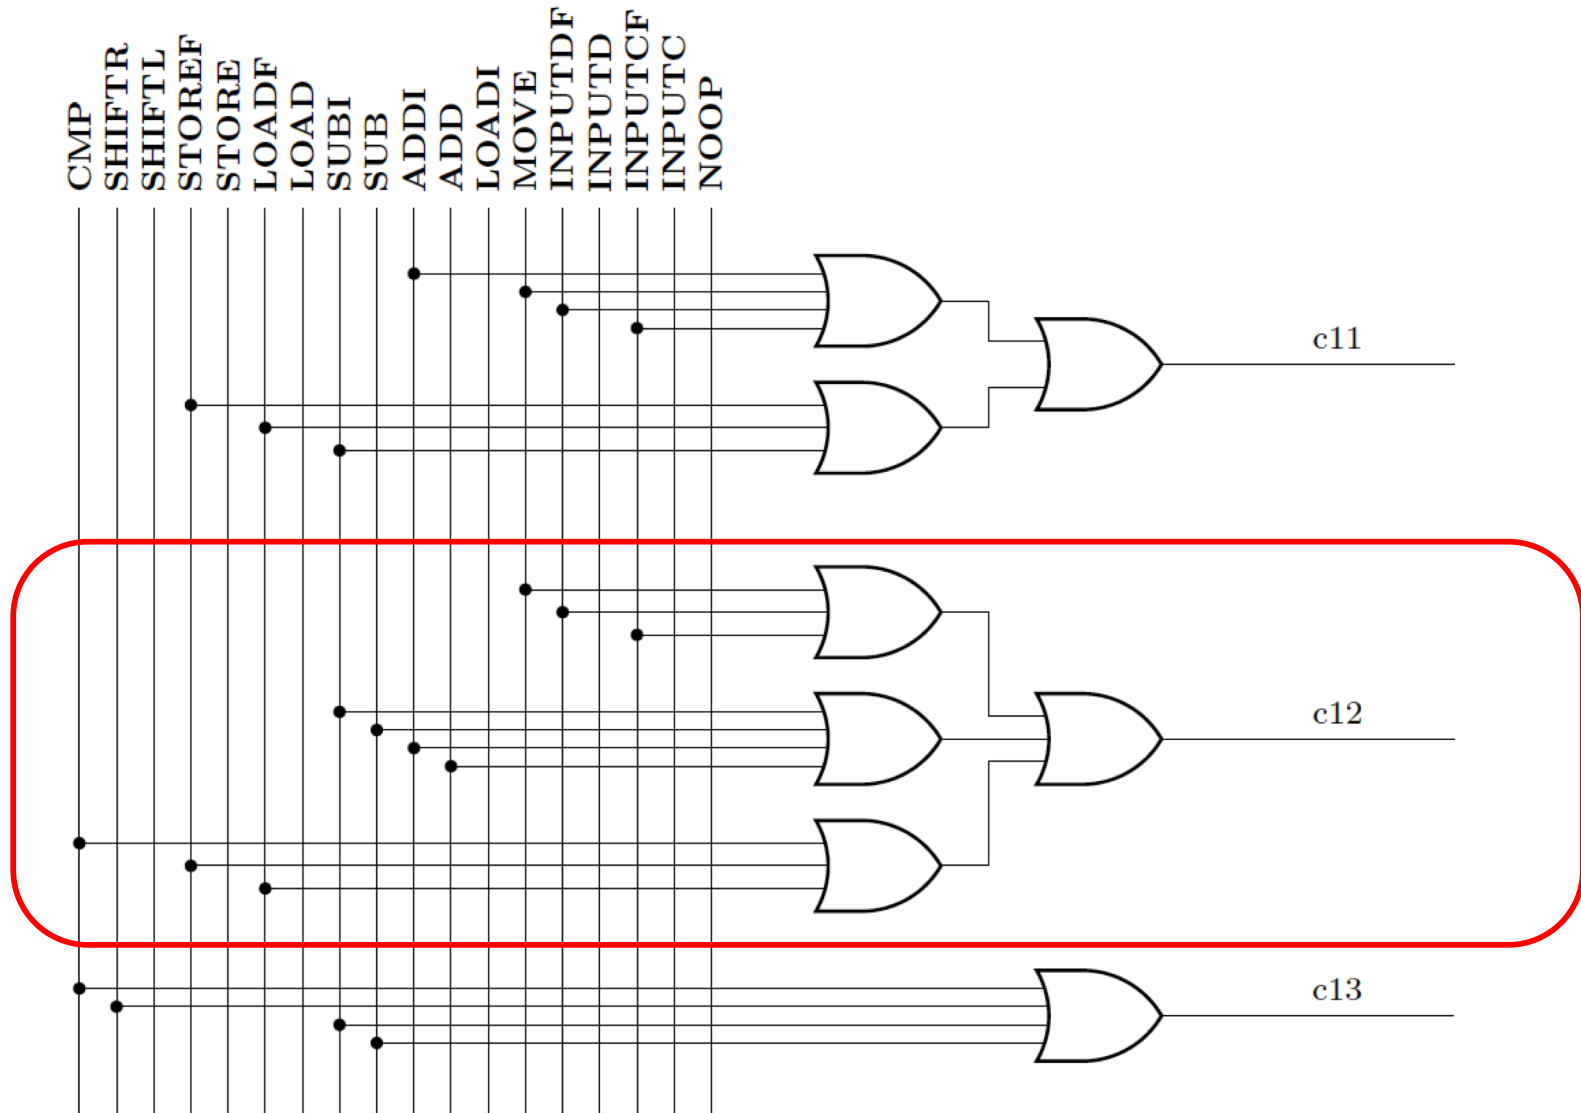 CMP
SHIFTR
SHIFTL
STOREF
STORE
LOADF
LOAD
SUBI
SUB
ADDI
ADD
LOADI
MOVE
INPUTDF
INPUTD
INPUTCF
INPUTC
NOOP
c11
c12
c13